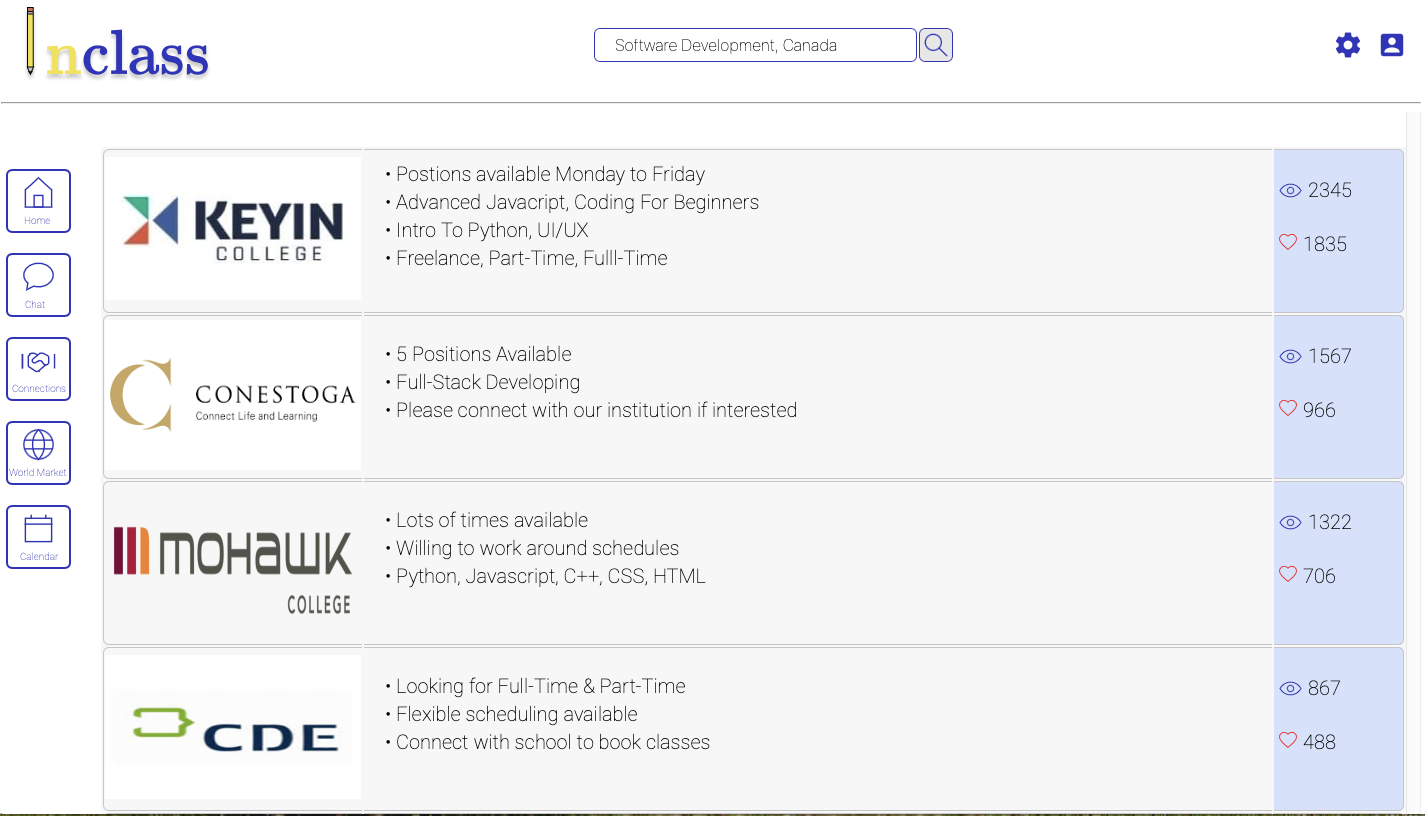 Inclass
Software Development, Canada
Home
Chat
Connections
World Market
Calendar
KEYIN
COLLEGE
• Postions available Monday to Friday
• Advanced Javacript, Coding For Beginners
• Intro To Python, UI/UX
• Freelance, Part-Time, Fulll-Time
2345
1835
CONESTOGA
Connect Life and Learning
• 5 Positions Available
• Full-Stack Developing
• Please connect with our institution if interested
1567
966
mOHAWK
COLLEGE
• Lots of times available
• Willing to work around schedules
• Python, Javascript, C++, CSS, HTML
1322
706
CDE
• Looking for Full-Time & Part-Time
• Flexible scheduling available
• Connect with school to book classes
867
488